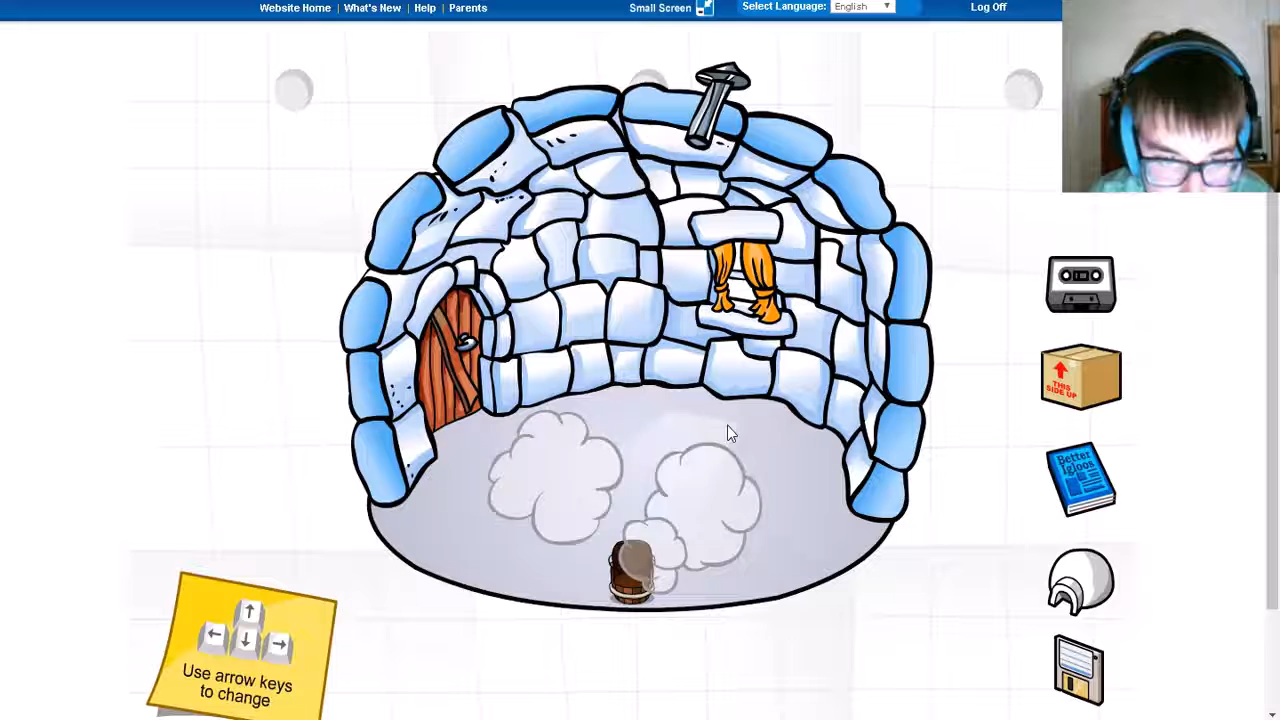 Website Home | What's New | Help | Parents
Small Screen
Select Language: English
Log Off
THIS
SIDE UP
Better
Igloos
Use arrow keys
to change